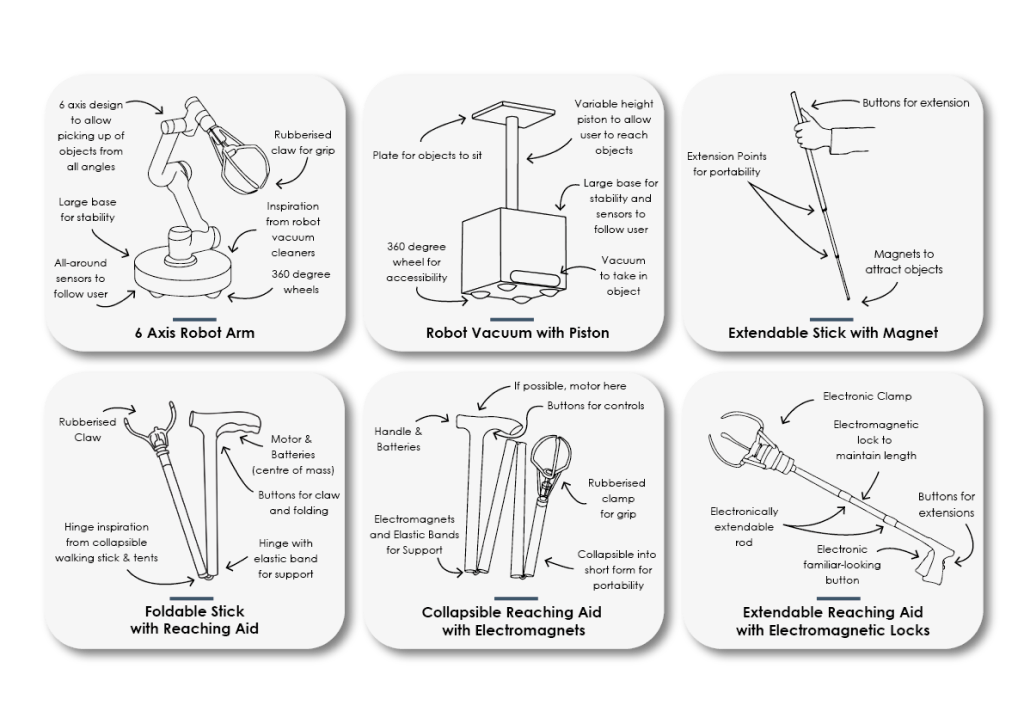 6 axis design
to allow
picking up of
objects from
all angles
Rubberised
claw for grip
Large base
for stability
Inspiration
from robot
vacuum
cleaners
All-around
sensors to
follow user
360 degree
wheels
6 Axis Robot Arm
Plate for objects to sit
Variable height
piston to allow
user to reach
objects
Large base for
stability and
sensors to
follow user
360 degree
wheel for
accessibility
Vacuum
to take in
object
Robot Vacuum with Piston
Buttons for extension
Extension Points
for portability
Magnets to
attract objects
Extendable Stick with Magnet
Rubberised
Claw
Motor &
Batteries
(centre of mass)
Buttons for claw
and folding
Hinge inspiration
from collapsible
walking stick & tents
Hinge with
elastic band
for support
Foldable Stick
with Reaching Aid
If possible, motor here
Buttons for controls
Handle &
Batteries
Rubberised
clamp
for grip
Electromagnets
and Elastic Bands
for Support
Collapsible into
short form for
portability
Collapsible Reaching Aid
with Electromagnets
Electronic Clamp
Electromagnetic
lock to
maintain length
Buttons for
extensions
Electronically
extendable
rod
Electronic
familiar-looking
button
Extendable Reaching Aid
with Electromagnetic Locks